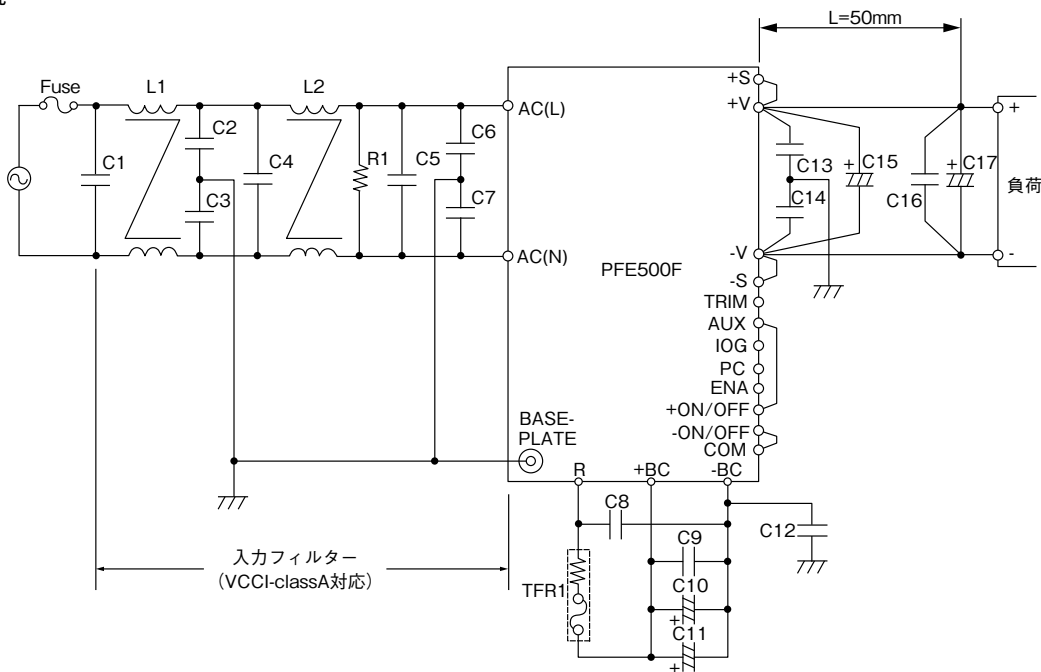 L=50mm
Fuse
L1
L2
C1
C2
C3
C4
R1
C5
C6
C7
AC(L)
AC(N)
PFE500F
+S
+V
-V
-S
TRIM
AUX
IOG
PC
ENA
+ON/OFF
-ON/OFF
COM
C13
C14
+
C15
C16
+
C17
+
負荷
-
BASE-
PLATE
R
+BC
-BC
C8
C9
C10
+
C11
+
C12
TFR1
入力フィルター
(VCCI-classA対応)